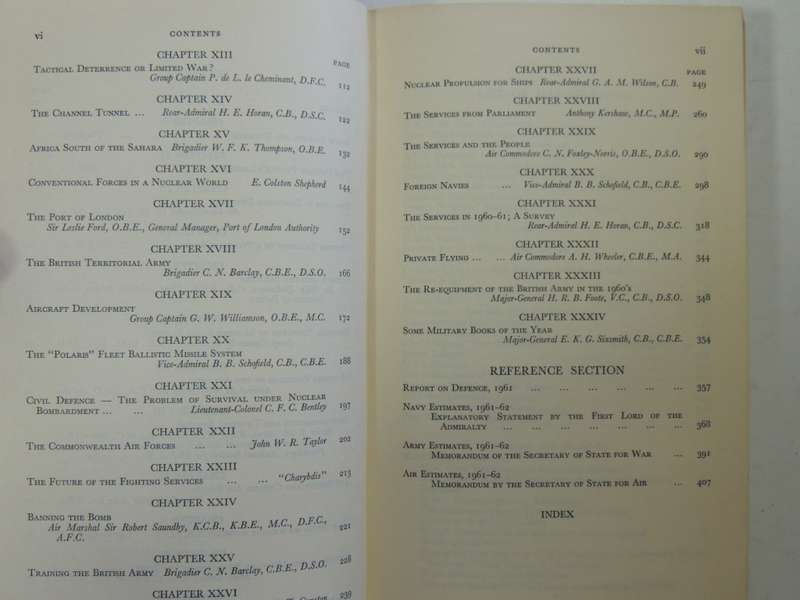 vi CONTENTS
PAGE
CHAPTER XIII
Tactical Deterrence or Limited War?
Group Captain P. de L. le Cheminant, D.F.C. 112
CHAPTER XIV
The Channel Tunnel ... Rear-Admiral H. E. Horan, C.B., D.S.C. 122
CHAPTER XV
Africa South of the Sahara Brigadier W. F. K. Thompson, O.B.E. 132
CHAPTER XVI
Conventional Forces in a Nuclear World E. Colston Shepherd 144
CHAPTER XVII
The Port of London
Sir Leslie Ford, O.B.E., General Manager, Port of London Authority 152
CHAPTER XVIII
The British Territorial Army
Brigadier C. N. Barclay, C.B.E., D.S.O. 166
CHAPTER XIX
Aircraft Development
Group Captain G. W. Williamson, O.B.E., M.C. 172
CHAPTER XX
The "Polaris" Fleet Ballistic Missile System
Vice-Admiral B. B. Schofield, C.B., C.B.E. 188
CHAPTER XXI
Civil Defence — The Problem of Survival under Nuclear
Bombardment ... ... Lieutenant-Colonel C. F. C. Bentley 197
CHAPTER XXII
The Commonwealth Air Forces ... ... John W. R. Taylor 202
CHAPTER XXIII
The Future of the Fighting Services ... ... "Charybdis" 215
CHAPTER XXIV
Banning the Bomb
Air Marshal Sir Robert Saundby, K.C.B., K.B.E., M.C., D.F.C.,
A.F.C. 221
CHAPTER XXV
Training the British Army Brigadier C. N. Barclay, C.B.E., D.S.O. 228
CHAPTER XXVI
239
CONTENTS vii
CHAPTER XXVII
PAGE
Nuclear Propulsion for Ships Rear-Admiral G. A. M. Wilson, C.B. 249
CHAPTER XXVIII
The Services from Parliament Anthony Kershaw, M.C., M.P. 260
CHAPTER XXIX
The Services and the People
Air Commodore C. N. Foxley-Norris, O.B.E., D.S.O. 290
CHAPTER XXX
Foreign Navies ... Vice-Admiral B. B. Schofield, C.B., C.B.E. 298
CHAPTER XXXI
The Services in 1960-61; A Survey
Rear-Admiral H. E. Horan, C.B., D.S.C. 318
CHAPTER XXXII
Private Flying ... ... Air Commodore A. H. Wheeler, C.B.E., M.A. 344
CHAPTER XXXIII
The Re-equipment of the British Army in the 1960's
Major-General H. R. B. Foote, V.C., C.B., D.S.O. 348
CHAPTER XXXIV
Some Military Books of the Year
Major-General E. K. G. Sixsmith, C.B., C.B.E. 354
REFERENCE SECTION
Report on Defence, 1961 ... ... ... ... ... ... 357
Navy Estimates, 1961-62
Explanatory Statement by the First Lord of the
Admiralty ... ... ... ... ... ... ... 368
Army Estimates, 1961-62
Memorandum of the Secretary of State for War ... 391
Air Estimates, 1961-62
Memorandum by the Secretary of State for Air ... 407
INDEX